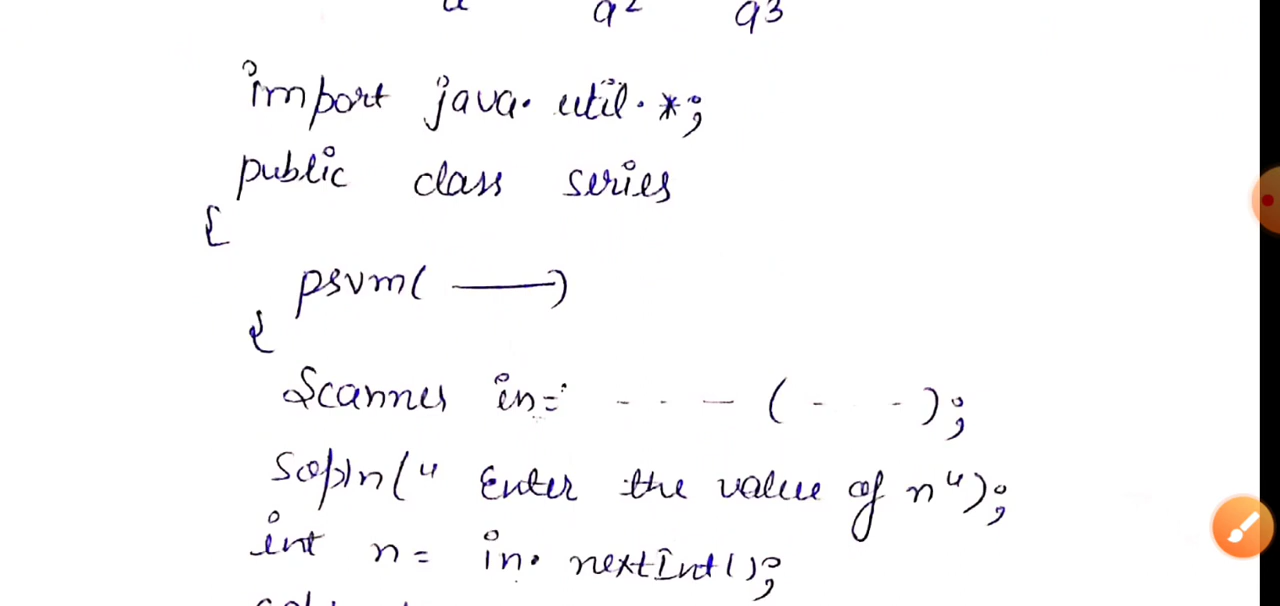 a2 a3
import java.util.*;
public class series
{
psvm( —— )
{
Scanner in= - - - ( - - - );
sopln(" Enter the value of n");
int n= in.nextInt();